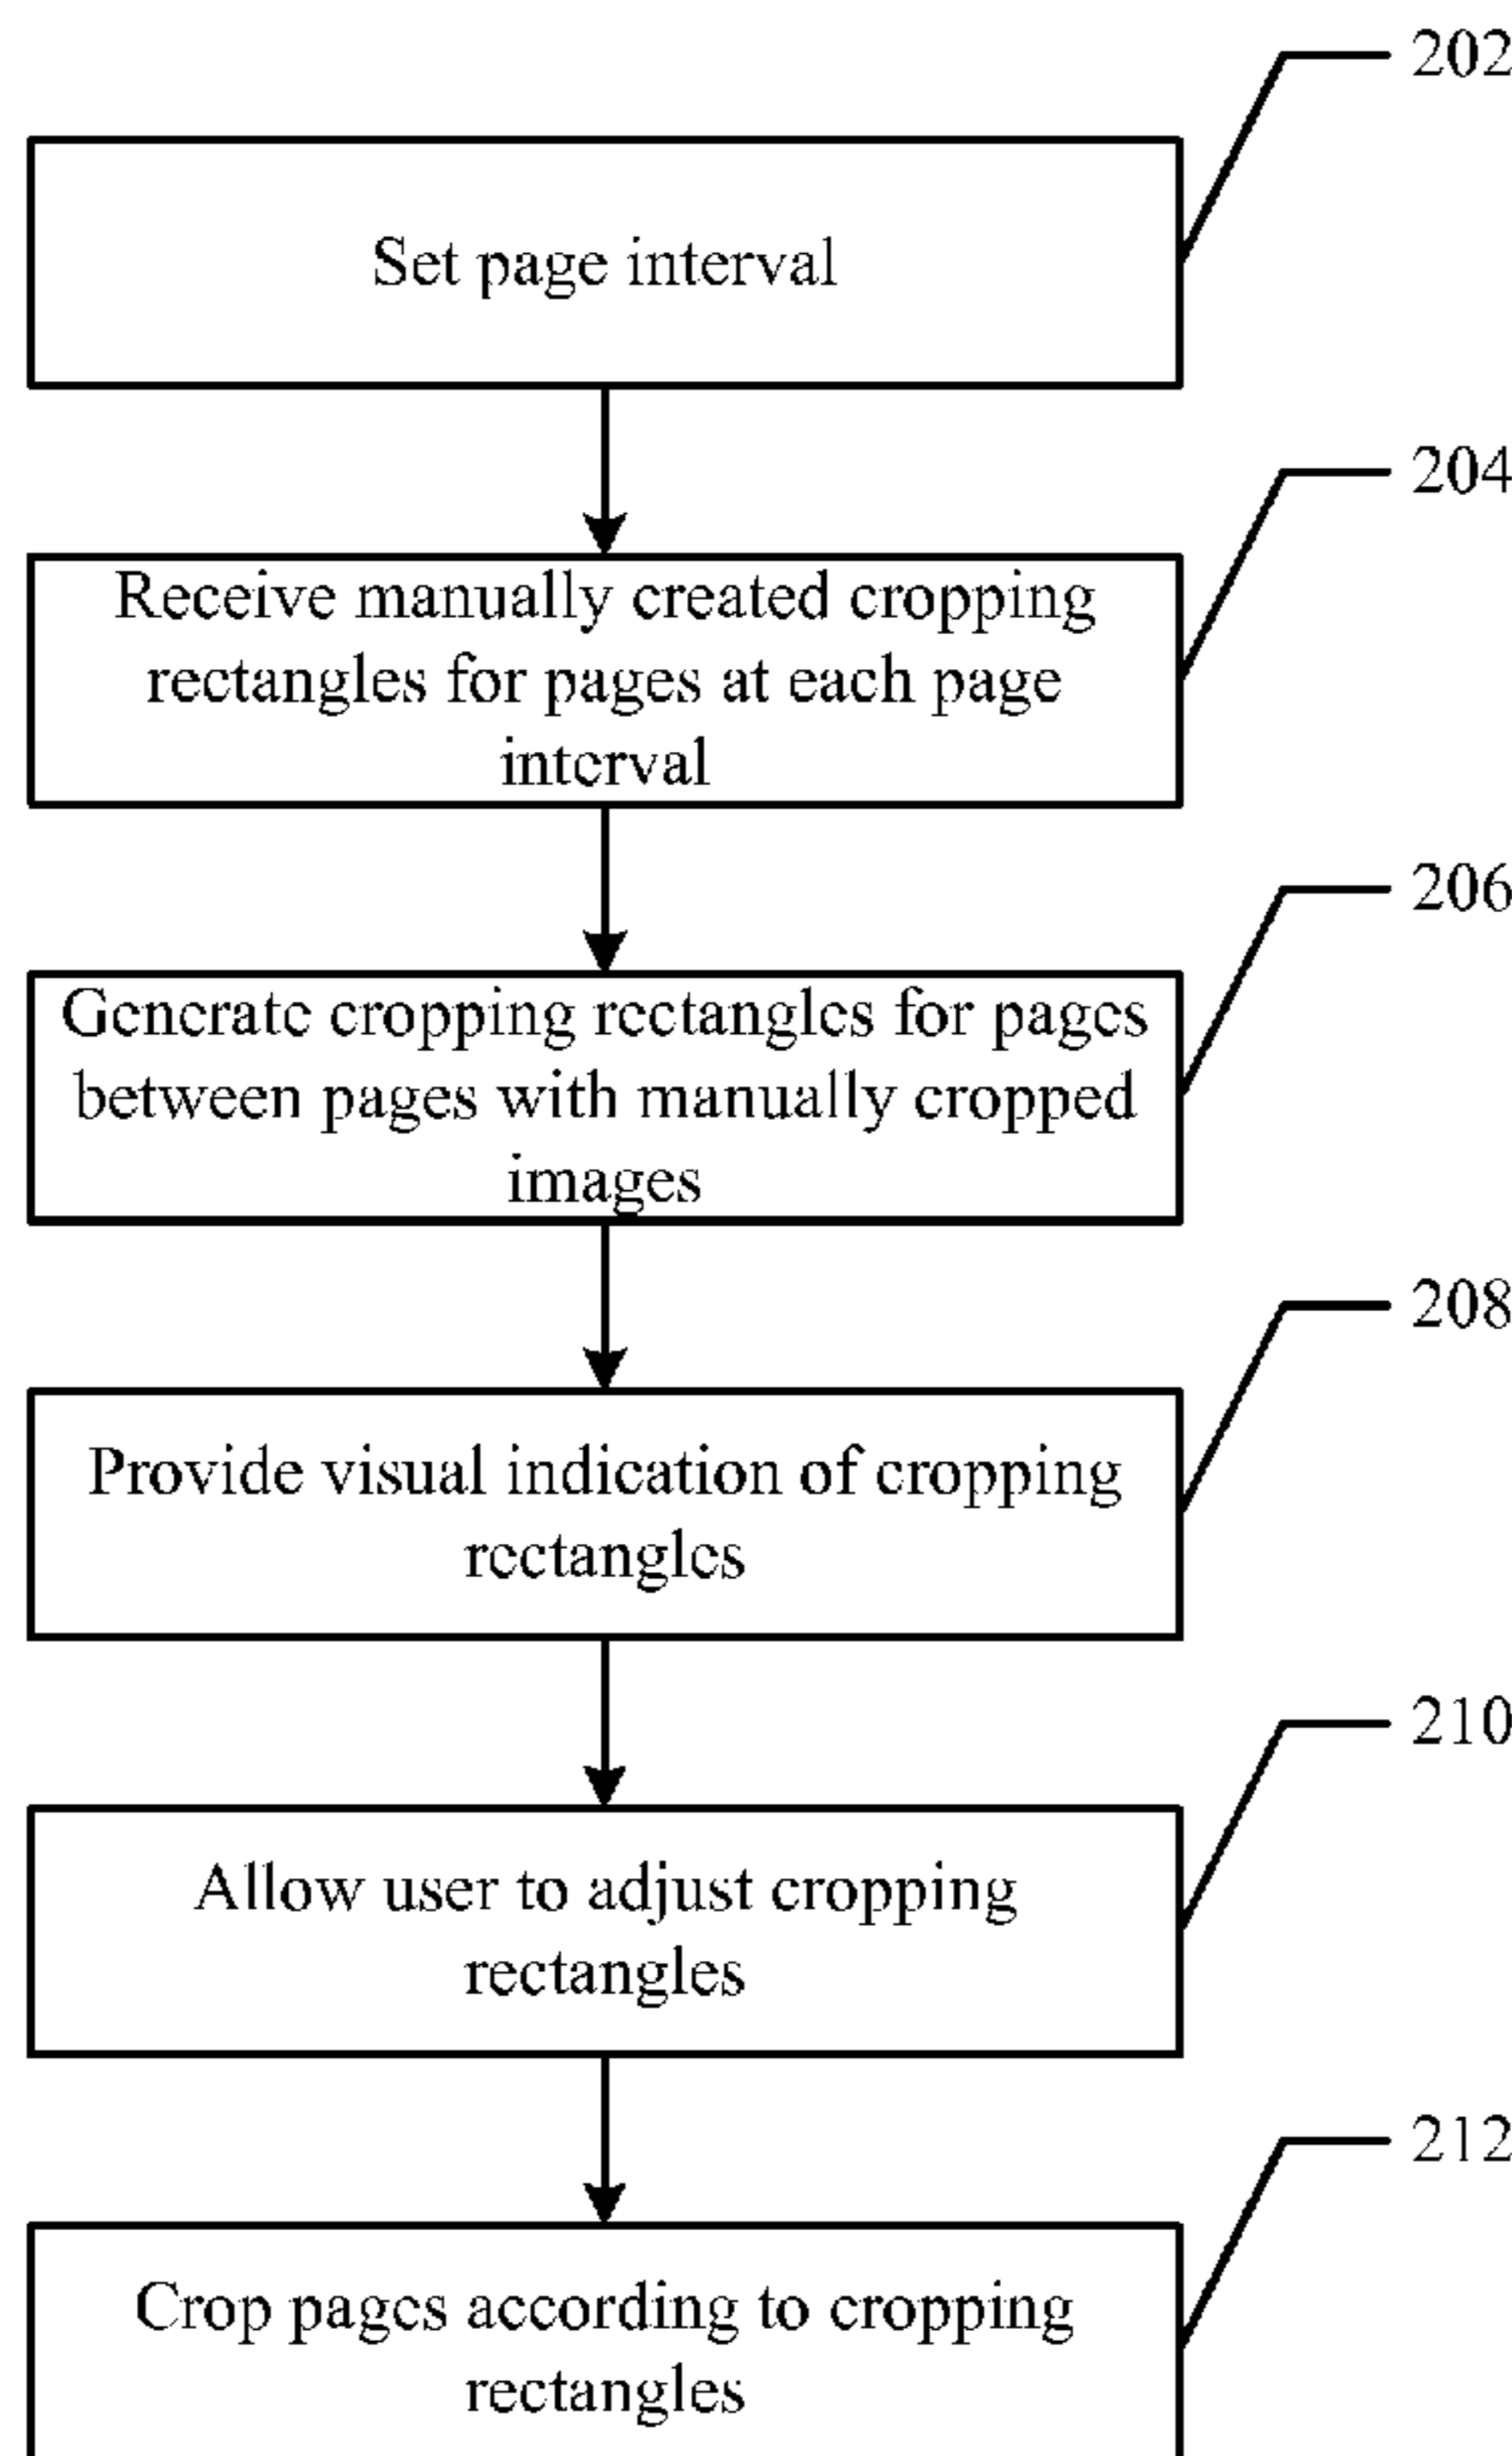 202
Set page interval
204
Receive manually created cropping
rectangles for pages at each page
interval
206
Generate cropping rectangles for pages
between pages with manually cropped
images
208
Provide visual indication of cropping
rectangles
210
Allow user to adjust cropping
rectangles
212
Crop pages according to cropping
rectangles